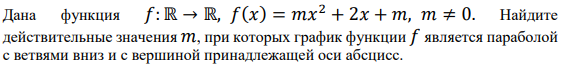 Дана функция f: ℝ → ℝ, f(x) = mx² + 2x + m, m ≠ 0. Найдите
действительные значения m, при которых график функции f является параболой
с ветвями вниз и с вершиной принадлежащей оси абсцисс.